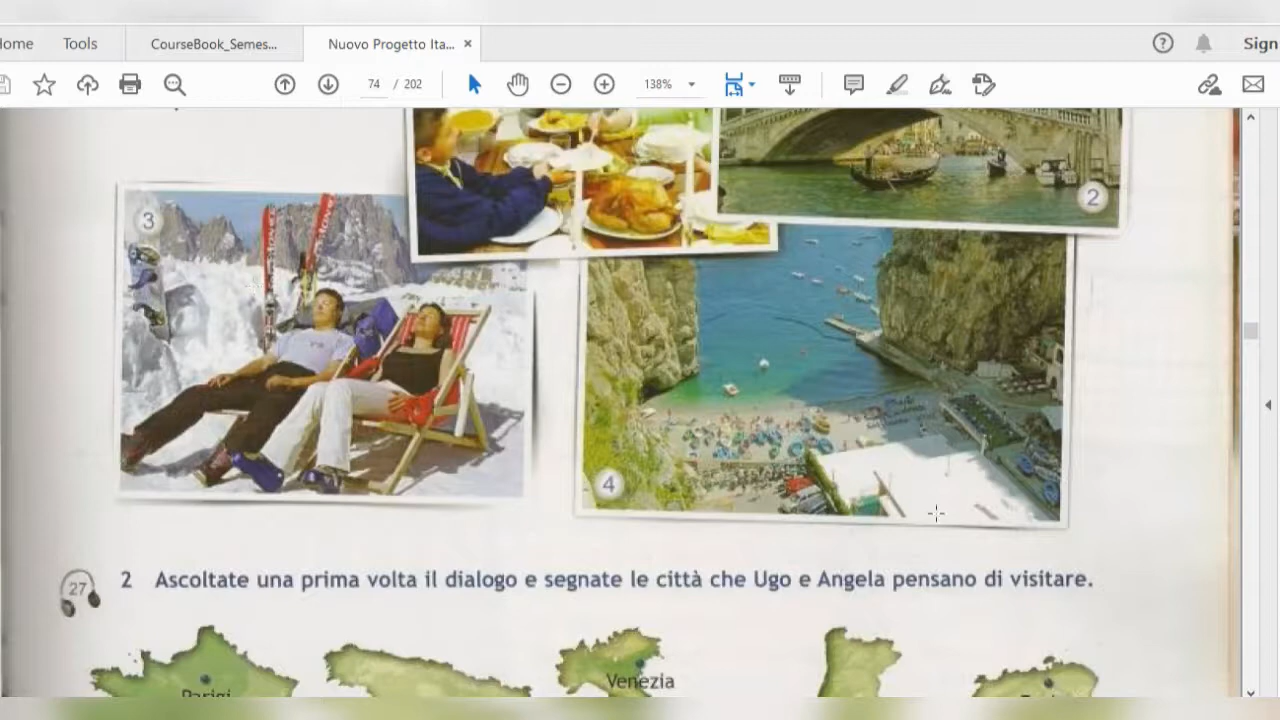 Home
Tools
CourseBook_Semes...
Nuovo Progetto Ita...
×
Sign
74 / 202
138%
2
3
4
27
2 Ascoltate una prima volta il dialogo e segnate le città che Ugo e Angela pensano di visitare.
Parigi
Venezia